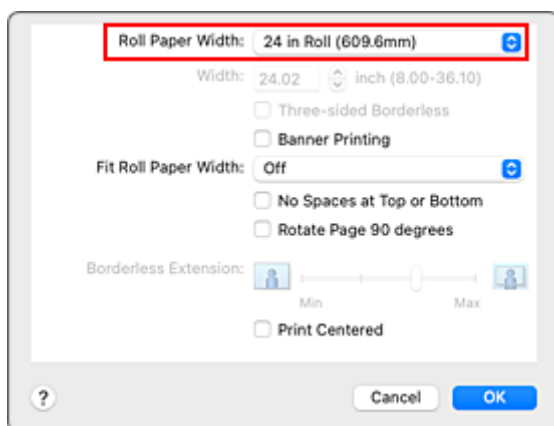 Roll Paper Width: 24 in Roll (609.6mm)
Width: 24.02 inch (8.00-36.10)
Three-sided Borderless
Banner Printing
Fit Roll Paper Width: Off
No Spaces at Top or Bottom
Rotate Page 90 degrees
Borderless Extension:
Min Max
Print Centered
? Cancel OK